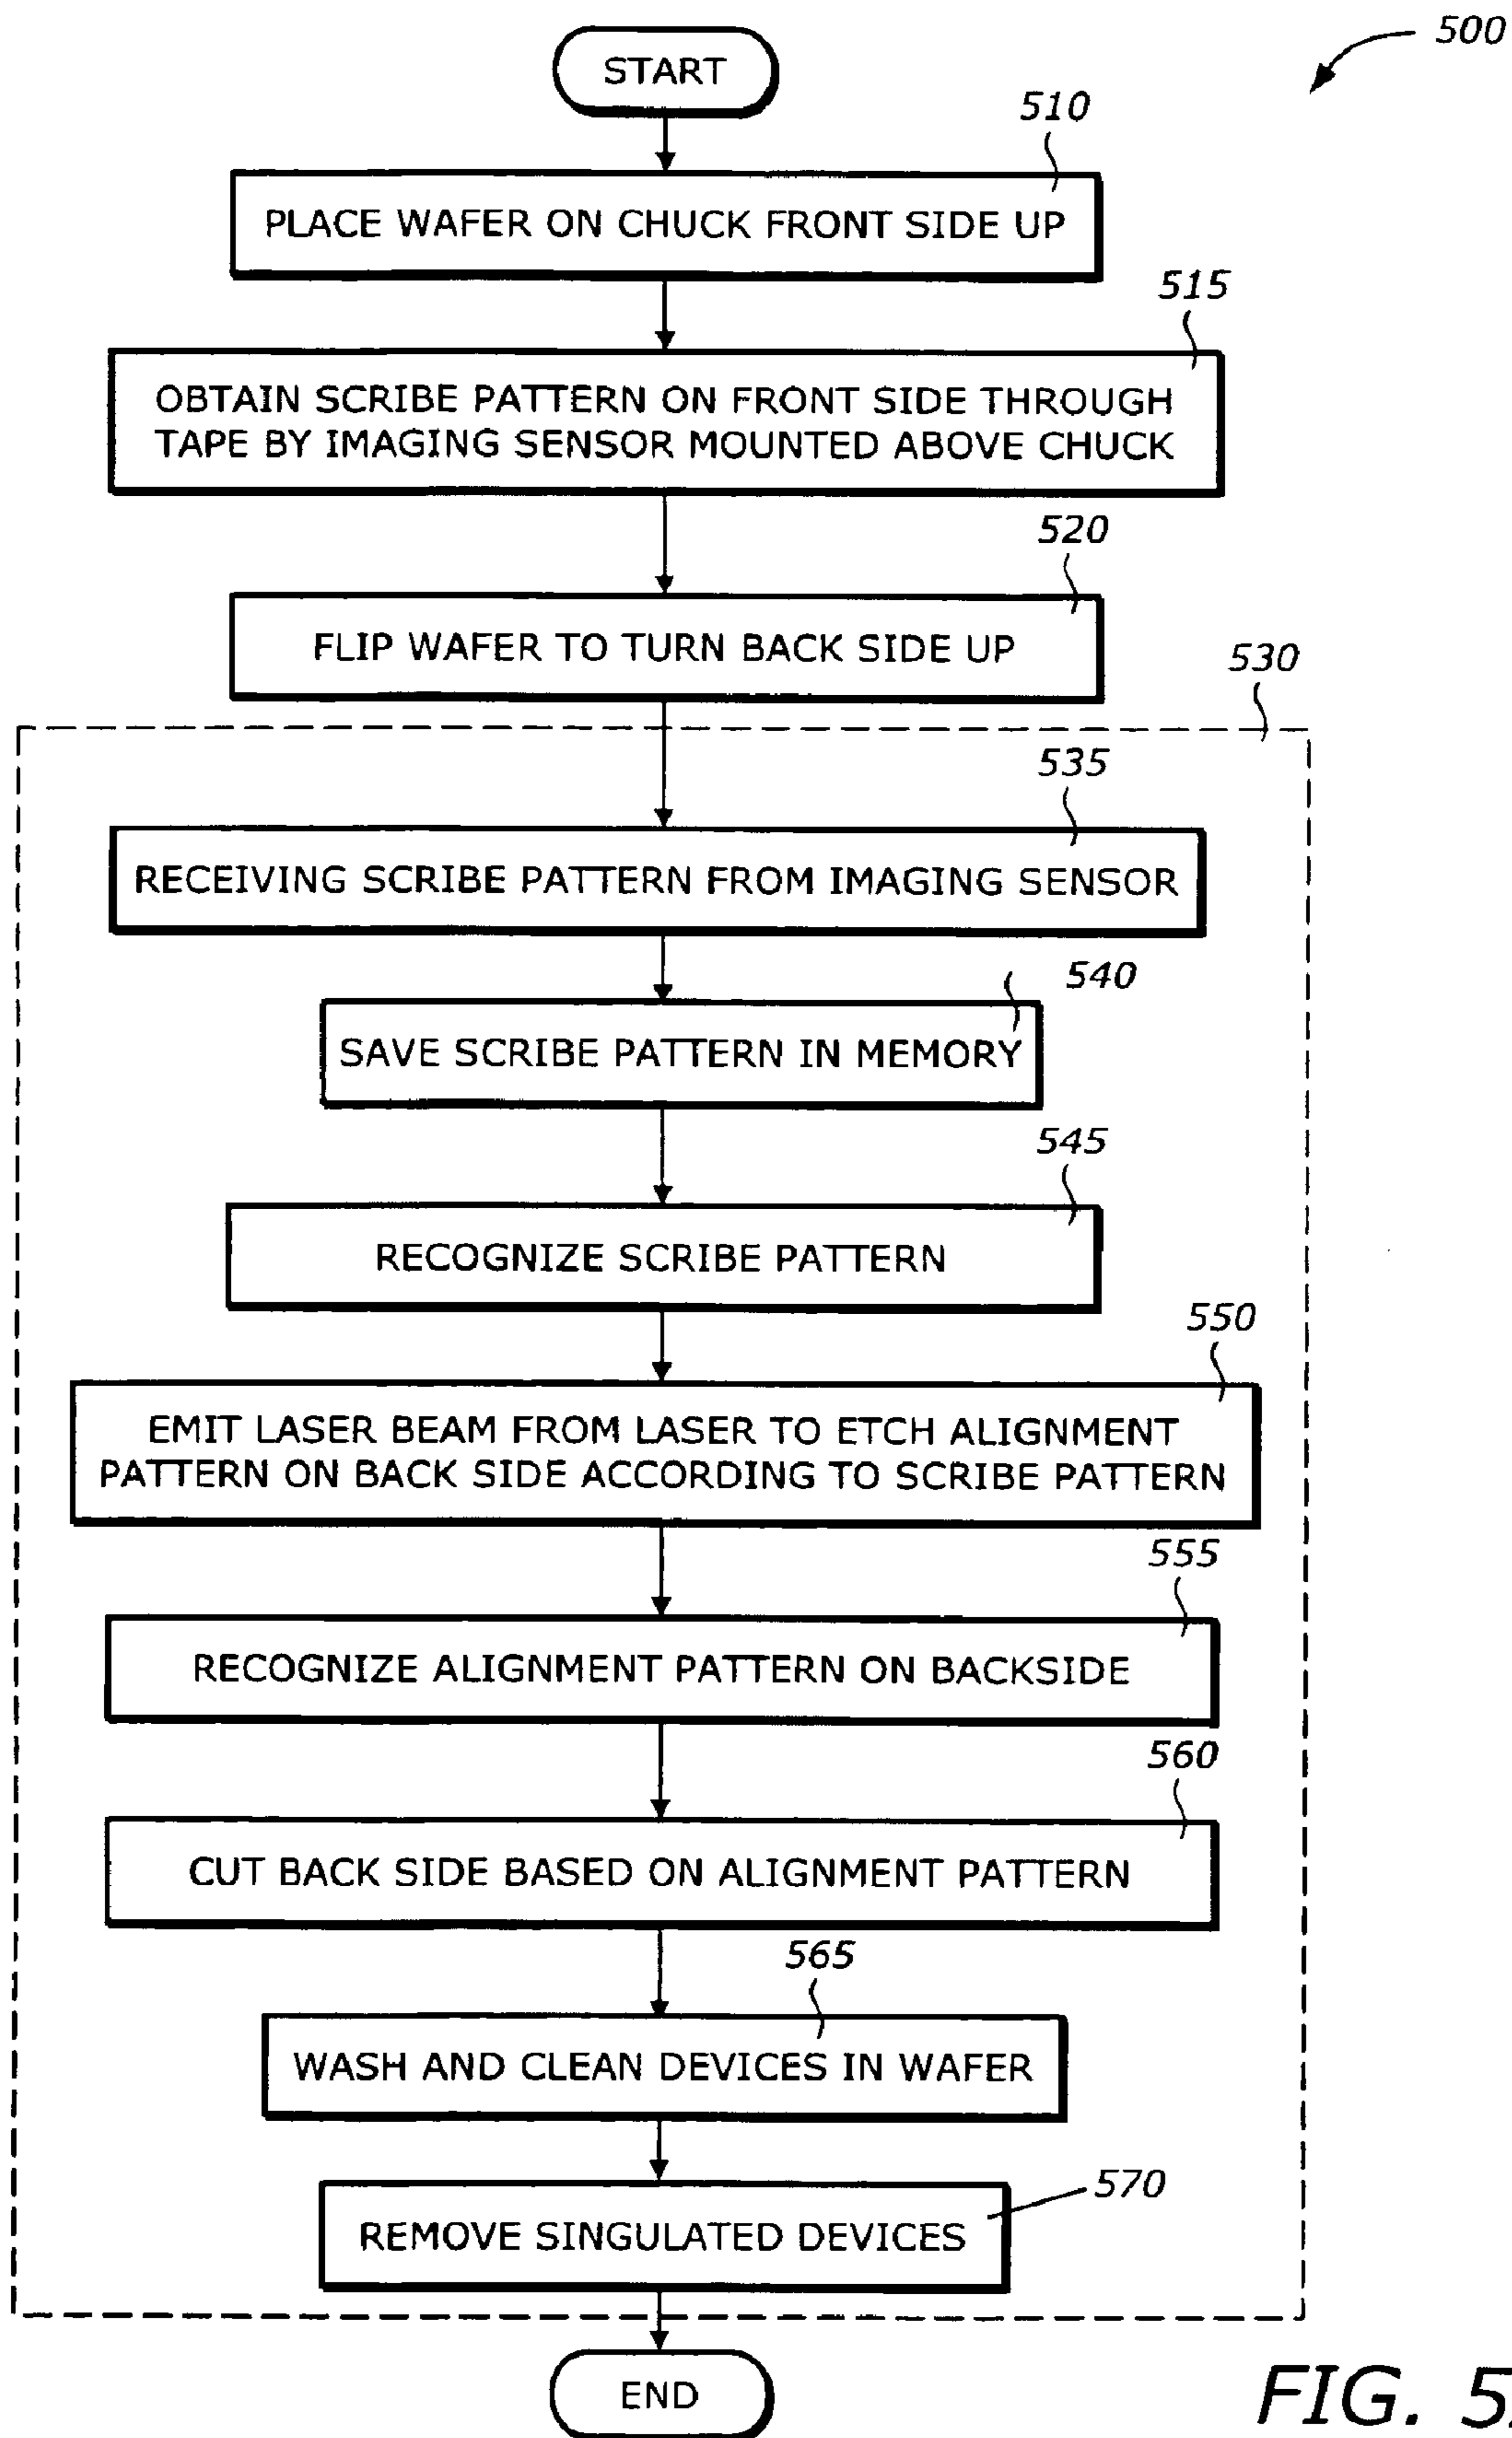 500
START
510
PLACE WAFER ON CHUCK FRONT SIDE UP
515
OBTAIN SCRIBE PATTERN ON FRONT SIDE THROUGH
TAPE BY IMAGING SENSOR MOUNTED ABOVE CHUCK
520
FLIP WAFER TO TURN BACK SIDE UP
530
535
RECEIVING SCRIBE PATTERN FROM IMAGING SENSOR
540
SAVE SCRIBE PATTERN IN MEMORY
545
RECOGNIZE SCRIBE PATTERN
550
EMIT LASER BEAM FROM LASER TO ETCH ALIGNMENT
PATTERN ON BACK SIDE ACCORDING TO SCRIBE PATTERN
555
RECOGNIZE ALIGNMENT PATTERN ON BACKSIDE
560
CUT BACK SIDE BASED ON ALIGNMENT PATTERN
565
WASH AND CLEAN DEVICES IN WAFER
570
REMOVE SINGULATED DEVICES
END
FIG.